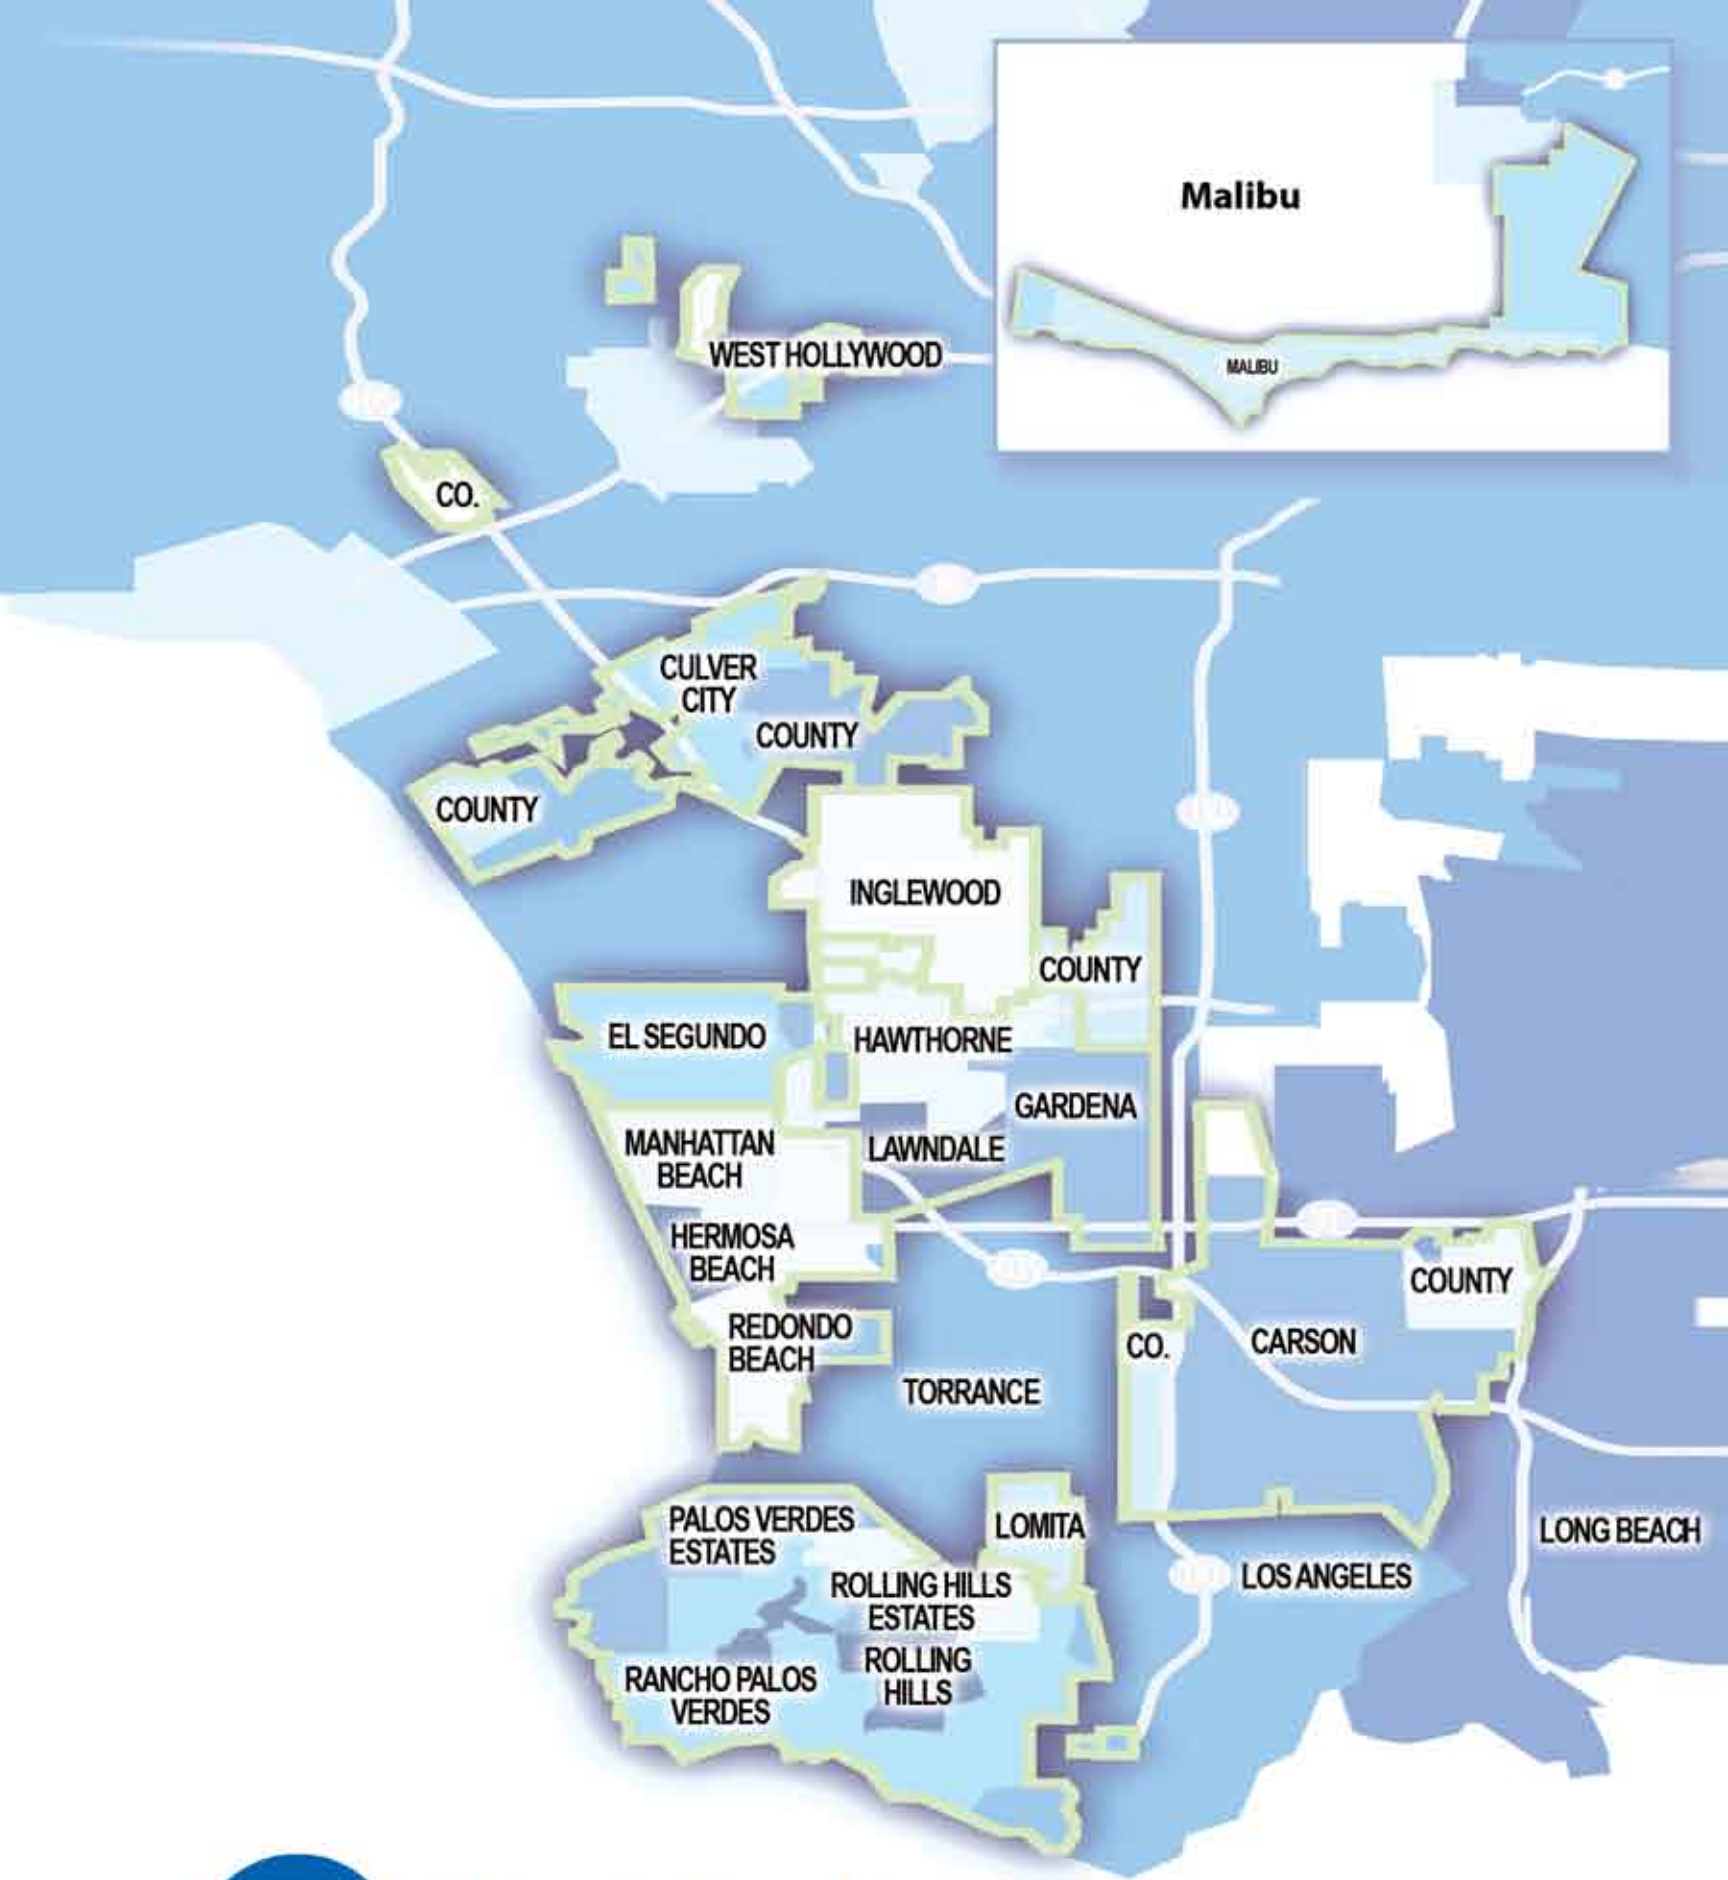 Malibu
MALIBU
WEST HOLLYWOOD
CO.
CULVER
CITY
COUNTY
COUNTY
INGLEWOOD
COUNTY
EL SEGUNDO
HAWTHORNE
GARDENA
MANHATTAN
BEACH
LAWNDALE
HERMOSA
BEACH
COUNTY
REDONDO
BEACH
CO.
CARSON
TORRANCE
PALOS VERDES
ESTATES
LOMITA
LONG BEACH
LOS ANGELES
ROLLING HILLS
ESTATES
ROLLING
HILLS
RANCHO PALOS
VERDES